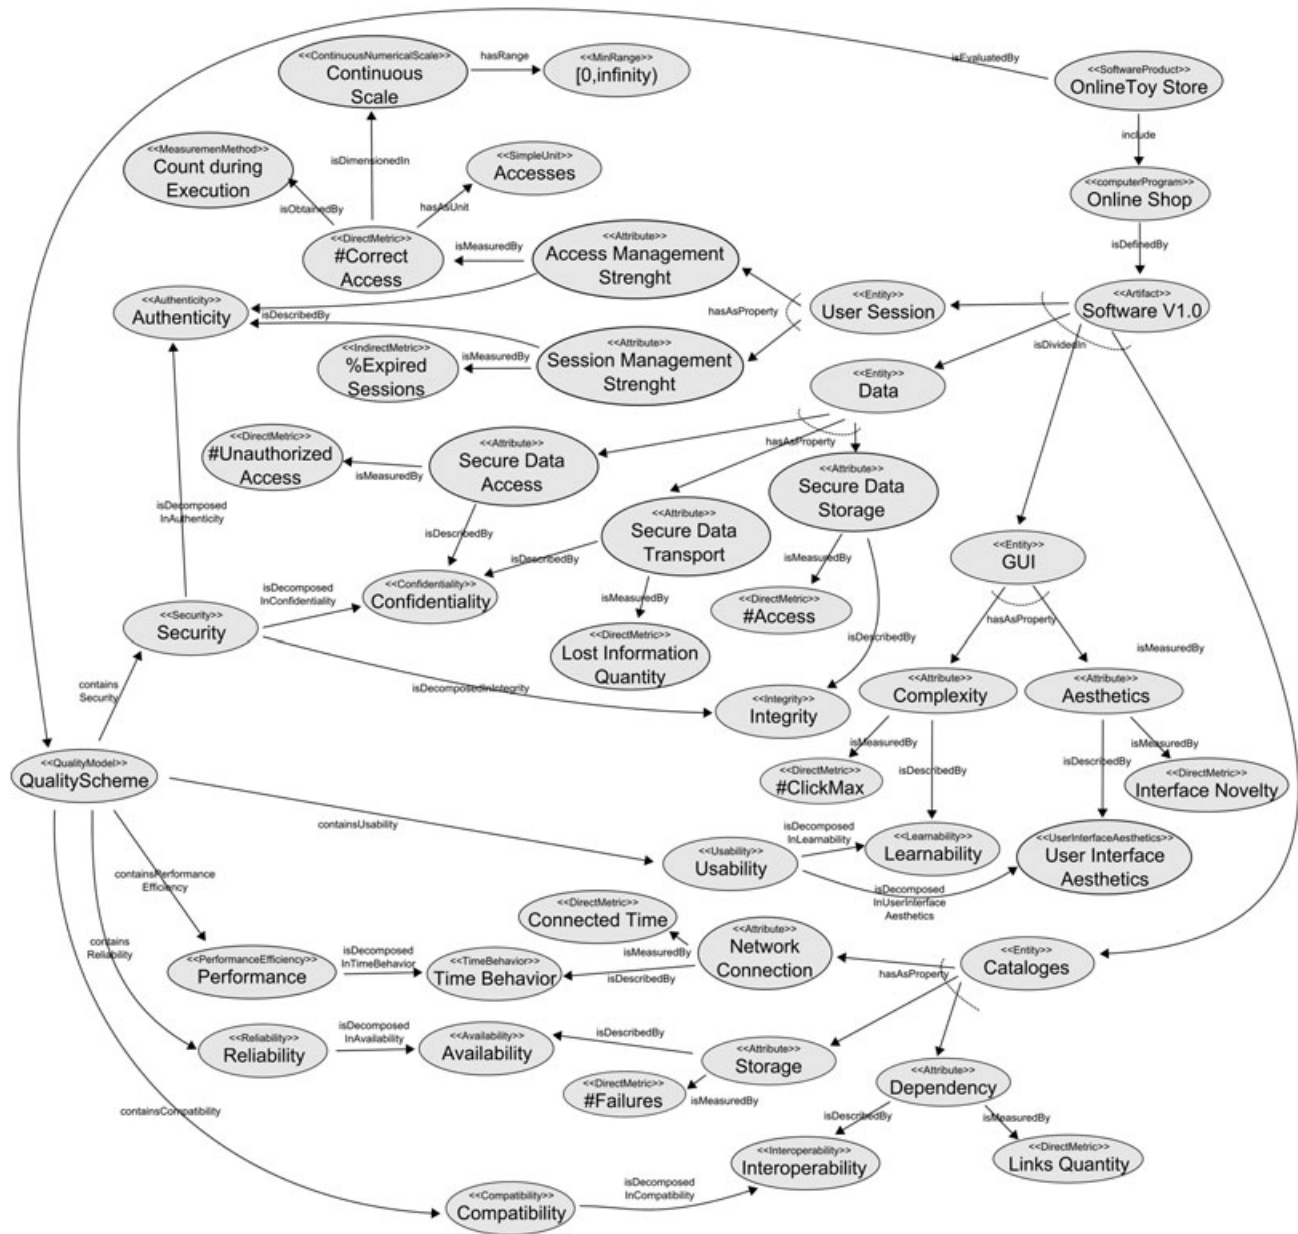 <<ContinuousNumericalScale>>
Continuous
Scale
hasRange
<<MinRange>>
[0,infinity)
isEvaluatedBy
<<SoftwareProduct>>
OnlineToy Store
include
<<MeasuremenMethod>>
Count during
Execution
isDimensionedIn
<<SimpleUnit>>
Accesses
<<computerProgram>>
Online Shop
isObtainedBy
hasAsUnit
isDefinedBy
<<DirectMetric>>
#Correct
Access
isMeasuredBy
<<Attribute>>
Access Management
Strenght
<<Authenticity>>
Authenticity
isDescribedBy
hasAsProperty
<<Entity>>
User Session
<<Artifact>>
Software V1.0
isDividedIn
<<IndirectMetric>>
%Expired
Sessions
isMeasuredBy
<<Attribute>>
Session Management
Strenght
<<Entity>>
Data
hasAsProperty
<<DirectMetric>>
#Unauthorized
Access
isMeasuredBy
<<Attribute>>
Secure Data
Access
<<Attribute>>
Secure Data
Storage
isDecomposed
InAuthenticity
isDescribedBy
<<Attribute>>
Secure Data
Transport
isDescribedBy
isMeasuredBy
<<Entity>>
GUI
isDecomposed
InConfidentiality
<<Confidentiality>>
Confidentiality
isMeasuredBy
<<DirectMetric>>
#Access
hasAsProperty
<<Security>>
Security
<<DirectMetric>>
Lost Information
Quantity
isDescribedBy
isMeasuredBy
contains
Security
isDecomposedInIntegrity
<<Integrity>>
Integrity
<<Attribute>>
Complexity
<<Attribute>>
Aesthetics
<<QualityModel>>
QualityScheme
isMeasuredBy
isMeasuredBy
isDescribedBy
isDescribedBy
<<DirectMetric>>
#ClickMax
<<DirectMetric>>
Interface Novelty
containsUsability
isDecomposed
InLearnability
<<Learnability>>
Learnability
<<UserInterfaceAesthetics>>
User Interface
Aesthetics
<<Usability>>
Usability
isDecomposed
InUserInterface
Aesthetics
containsPerformance
Efficiency
<<DirectMetric>>
Connected Time
<<Attribute>>
Network
Connection
contains
Reliability
isMeasuredBy
hasAsProperty
<<Entity>>
Cataloges
<<PerformanceEfficiency>>
Performance
isDecomposed
InTimeBehavior
<<TimeBehavior>>
Time Behavior
isDescribedBy
<<Reliability>>
Reliability
isDecomposed
InAvailability
<<Availability>>
Availability
isDescribedBy
<<Attribute>>
Storage
<<DirectMetric>>
#Failures
isMeasuredBy
<<Attribute>>
Dependency
containsCompatibility
isDescribedBy
isMeasuredBy
<<Interoperability>>
Interoperability
<<DirectMetric>>
Links Quantity
isDecomposed
InCompatibility
<<Compatibility>>
Compatibility